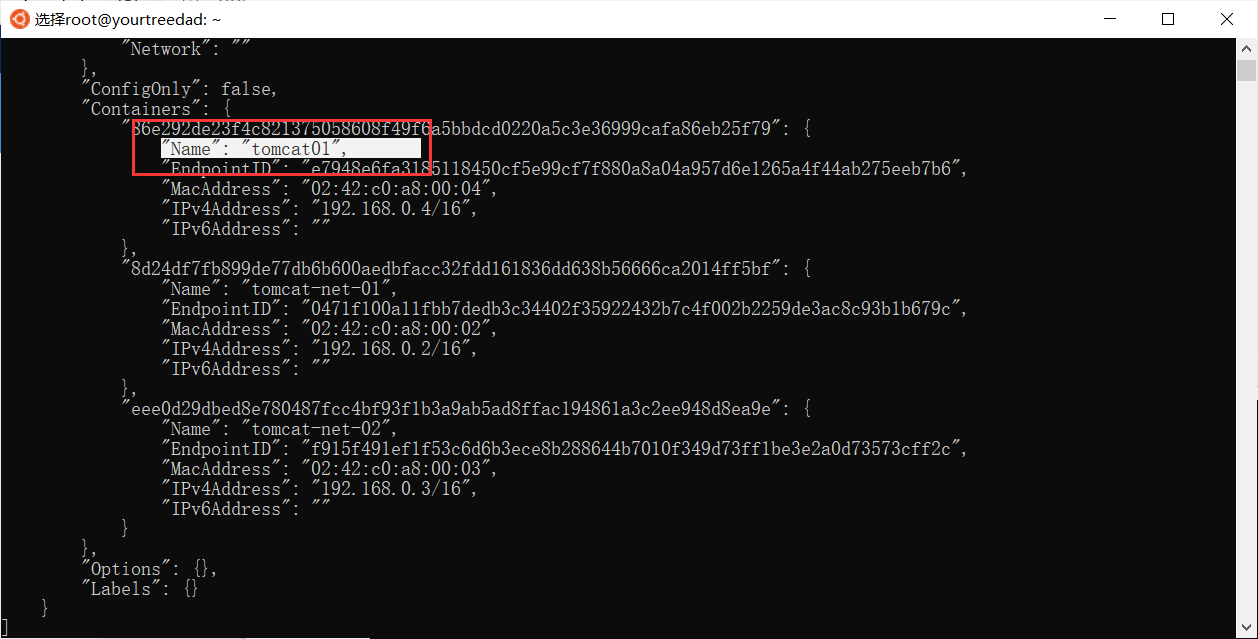 选择root@yourtreedad: ~
"Network": ""
},
"ConfigOnly": false,
"Containers": {
"36e292de23f4c821375058608f49f6a5bbdcd0220a5c3e36999cafa86eb25f79": {
"Name": "tomcat01",
"EndpointID": "e7948e6fa3185118450cf5e99cf7f880a8a04a957d6e1265a4f44ab275eeb7b6",
"MacAddress": "02:42:c0:a8:00:04",
"IPv4Address": "192.168.0.4/16",
"IPv6Address": ""
},
"8d24df7fb899de77db6b600aedbfacc32fdd161836dd638b56666ca2014ff5bf": {
"Name": "tomcat-net-01",
"EndpointID": "0471f100a11fbb7dedb3c34402f35922432b7c4f002b2259de3ac8c93b1b679c",
"MacAddress": "02:42:c0:a8:00:02",
"IPv4Address": "192.168.0.2/16",
"IPv6Address": ""
},
"eee0d29dbed8e780487fcc4bf93f1b3a9ab5ad8ffac194861a3c2ee948d8ea9e": {
"Name": "tomcat-net-02",
"EndpointID": "f915f491ef1f53c6d6b3ece8b288644b7010f349d73ff1be3e2a0d73573cff2c",
"MacAddress": "02:42:c0:a8:00:03",
"IPv4Address": "192.168.0.3/16",
"IPv6Address": ""
}
},
"Options": {},
"Labels": {}
}
]